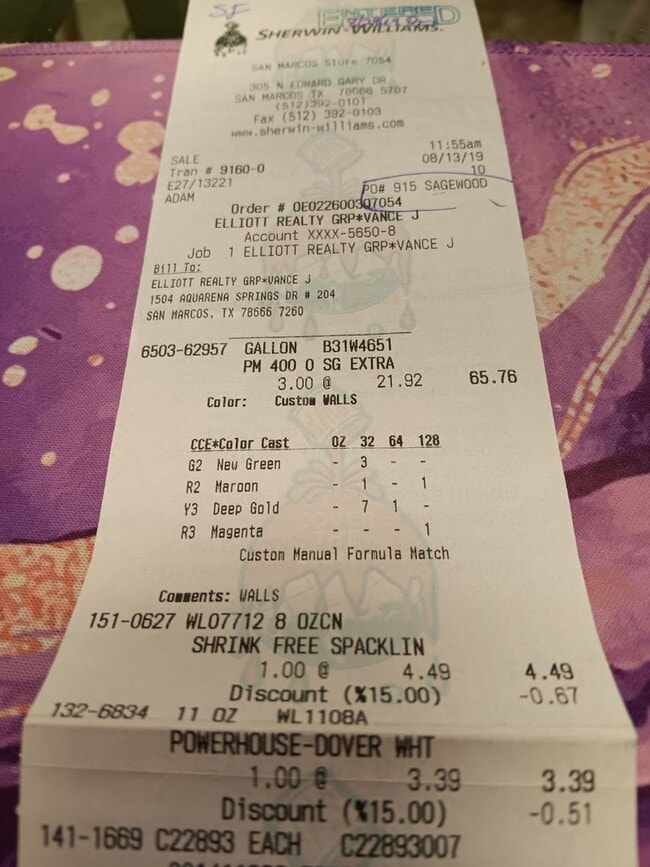 SI
ENTERED
SHERWIN-WILLIAMS.
SAN MARCOS Store 7054
305 N EDWARD GARY DR
SAN MARCOS TX 78666 5707
(512)392-0101
Fax (512) 392-0103
www.sherwin-williams.com
11:55am
SALE 08/13/19
Tran # 9160-0 10
E27/13221 PO# 915 SAGEWOOD
ADAM
Order # OE0226003Q7054
ELLIOTT REALTY GRP*VANCE J
Account XXXX-5650-8
Job 1 ELLIOTT REALTY GRP*VANCE J
Bill To:
ELLIOTT REALTY GRP*VANCE J
1504 AQUARENA SPRINGS DR # 204
SAN MARCOS, TX 78666 7260
6503-62957 GALLON B31W4651
PM 400 0 SG EXTRA
3.00 @ 21.92 65.76
Color: Custom WALLS
CCE*Color Cast OZ 32 64 128
G2 New Green - 3 - -
R2 Maroon - 1 - 1
Y3 Deep Gold - 7 1 -
R3 Magenta - - - 1
Custom Manual Formula Match
Comments: WALLS
151-0627 WL07712 8 OZCN
SHRINK FREE SPACKLIN
1.00 @ 4.49 4.49
Discount (%15.00) -0.67
132-6834 11 OZ WL1108A
POWERHOUSE-DOVER WHT
1.00 @ 3.39 3.39
Discount (%15.00) -0.51
141-1669 C22893 EACH C22893007